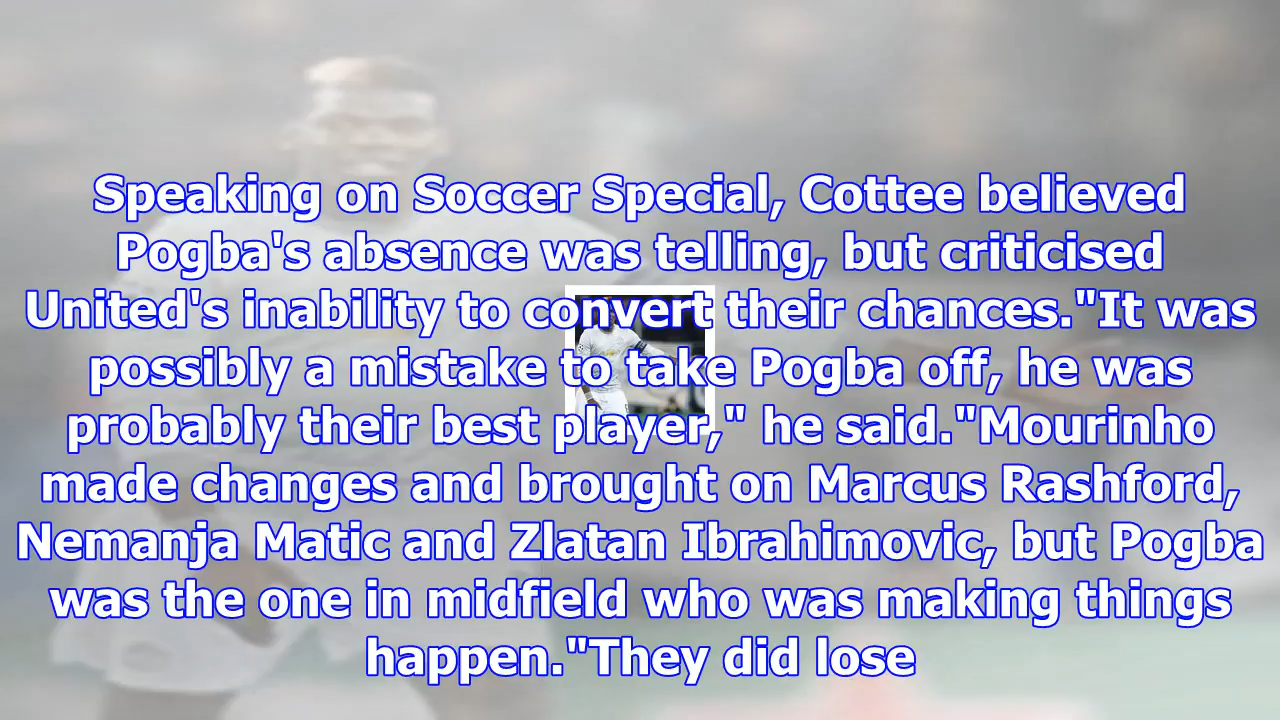 Speaking on Soccer Special, Cottee believed
Pogba's absence was telling, but criticised
United's inability to convert their chances."It was
possibly a mistake to take Pogba off, he was
probably their best player," he said."Mourinho
made changes and brought on Marcus Rashford,
Nemanja Matic and Zlatan Ibrahimovic, but Pogba
was the one in midfield who was making things
happen."They did lose